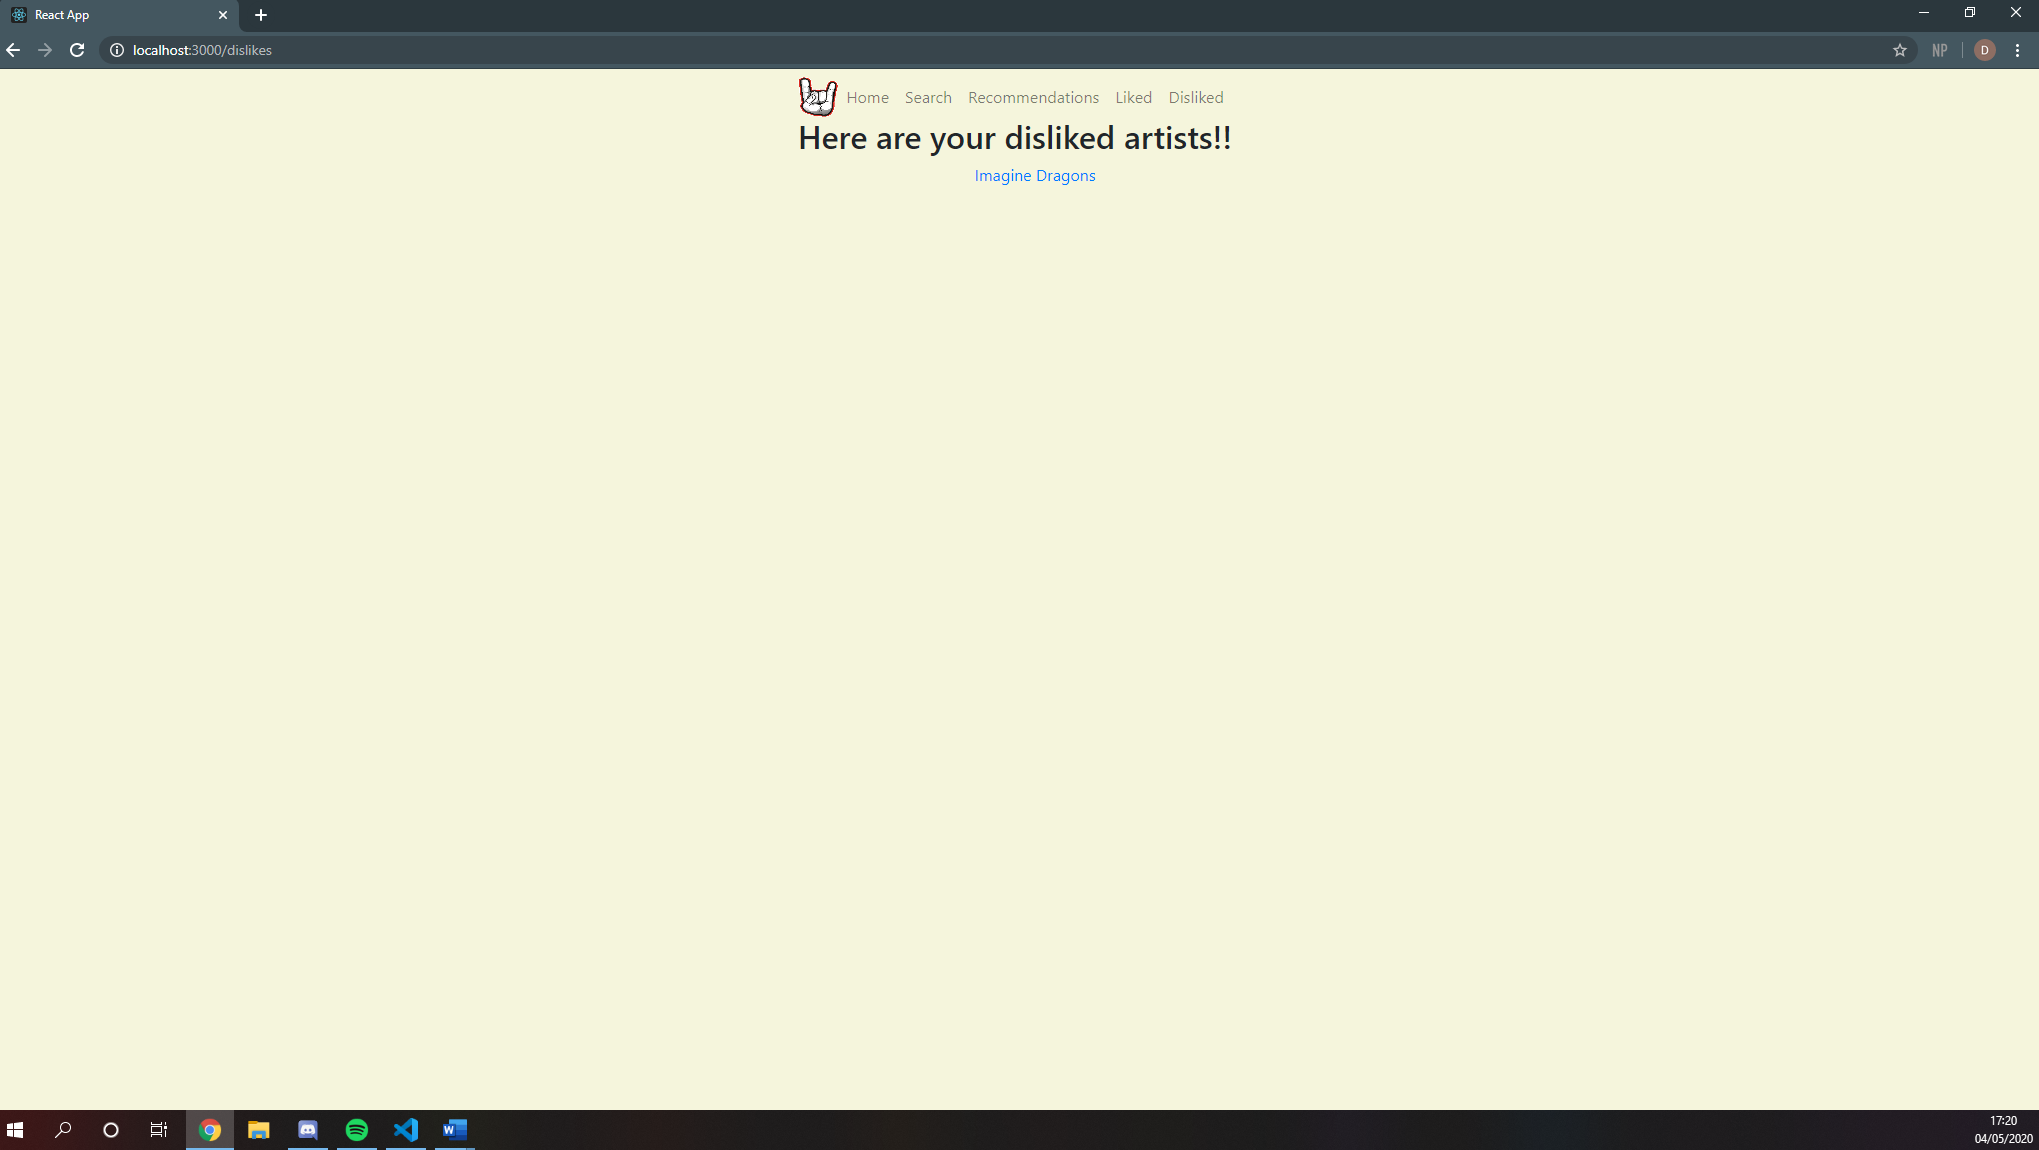 React App
localhost:3000/dislikes
NP
D
Home Search Recommendations Liked Disliked
Here are your disliked artists!!
Imagine Dragons
W
17:20
04/05/2020